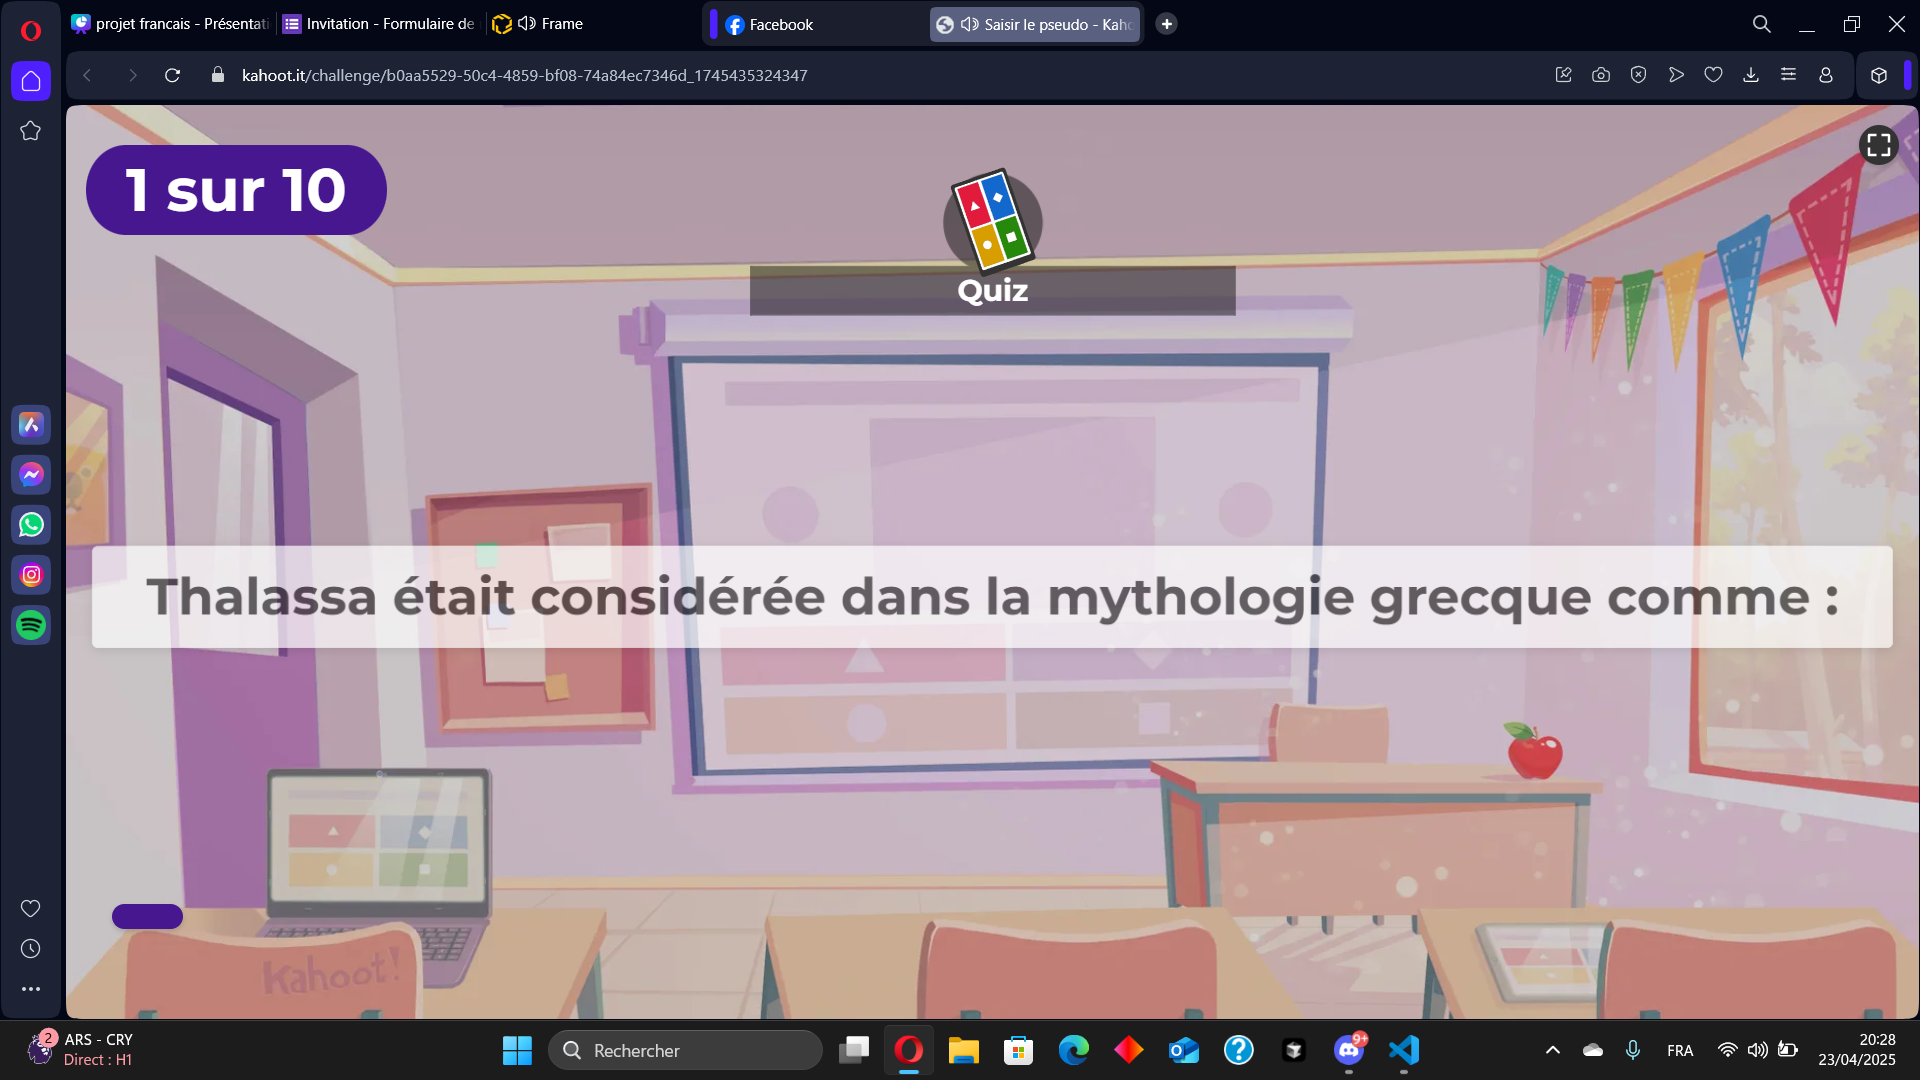 projet francais - Présentati
Invitation - Formulaire de
Frame
Facebook
Saisir le pseudo - Kaho
kahoot.it/challenge/b0aa5529-50c4-4859-bf08-74a84ec7346d_1745435324347
1 sur 10
Quiz
Thalassa était considérée dans la mythologie grecque comme :
Kahoot!
2
ARS - CRY
Direct : H1
Rechercher
9+
FRA
20:28
23/04/2025